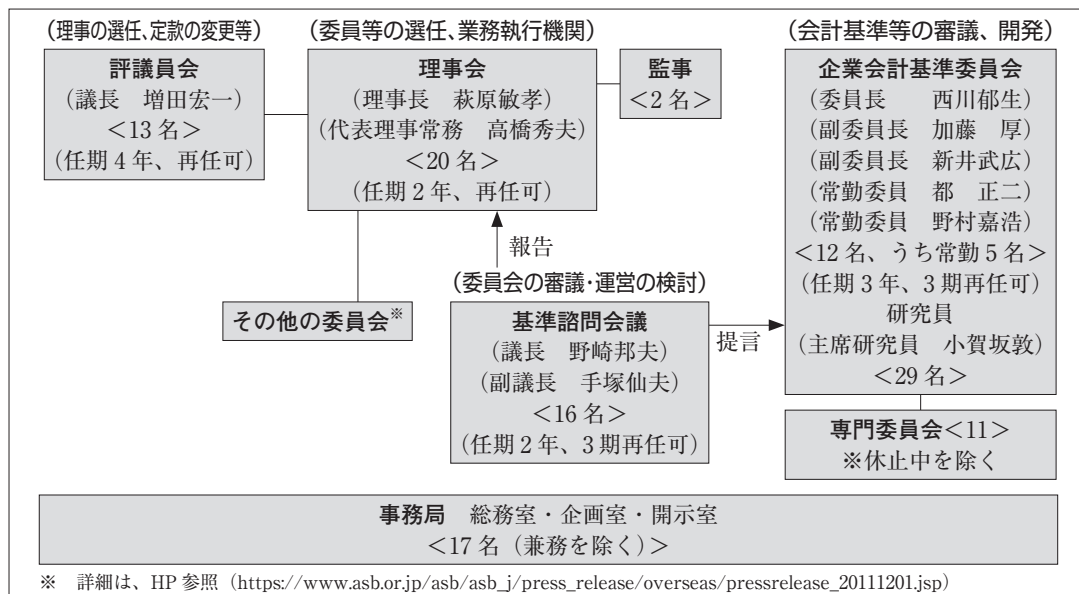 (理事の選任、定款の変更等)
評議員会
(議長 増田宏一)
<13名>
(任期4年、再任可)
(委員等の選任、業務執行機関)
理事会
(理事長 萩原敏孝)
(代表理事常務 高橋秀夫)
<20名>
(任期2年、再任可)
監事
<2名>
(会計基準等の審議、開発)
企業会計基準委員会
(委員長 西川郁生)
(副委員長 加藤 厚)
(副委員長 新井武広)
(常勤委員 都 正二)
(常勤委員 野村嘉浩)
<12名、うち常勤5名>
(任期3年、3期再任可)
研究員
(主席研究員 小賀坂敦)
<29名>
報告
その他の委員会※
(委員会の審議・運営の検討)
基準諮問会議
(議長 野崎邦夫)
(副議長 手塚仙夫)
<16名>
(任期2年、3期再任可)
提言
専門委員会<11>
※休止中を除く
事務局 総務室・企画室・開示室
<17名(兼務を除く)>
※ 詳細は、HP参照(https://www.asb.or.jp/asb/asb_j/press_release/overseas/pressrelease_20111201.jsp)